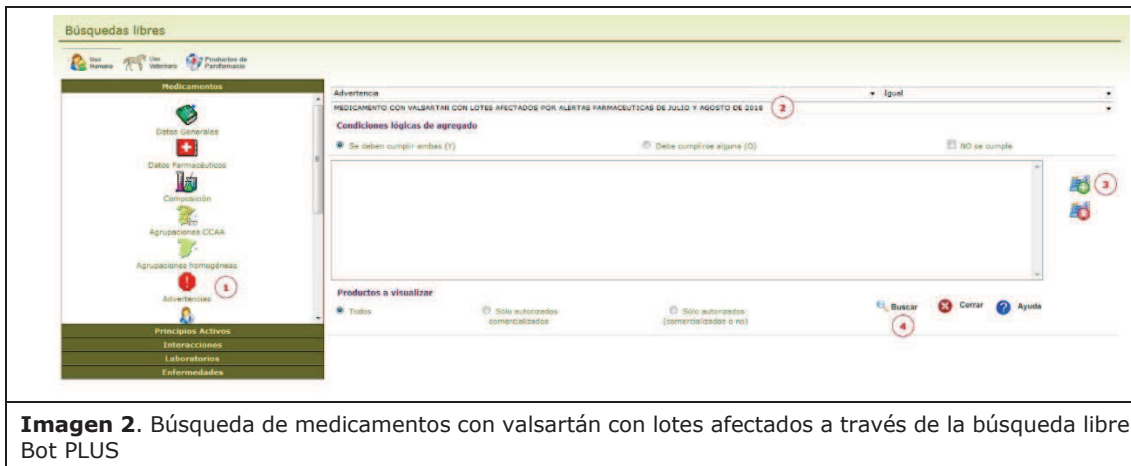 Búsquedas libres
Uso Humano
Uso Veterinario
Productos de Parafarmacia
Medicamentos
Datos Generales
Datos Farmacéuticos
Composición
Agrupaciones CCAA
Agrupaciones homogéneas
1
Advertencias
Principios Activos
Interacciones
Laboratorios
Enfermedades
Advertencia
Igual
MEDICAMENTO CON VALSARTAN CON LOTES AFECTADOS POR ALERTAS FARMACEUTICAS DE JULIO Y AGOSTO DE 2018
2
Condiciones lógicas de agregado
Se deben cumplir ambas (Y)
Debe cumplirse alguna (O)
NO se cumple
3
Productos a visualizar
Todos
Sólo autorizados comercializados
Sólo autorizados (comercializados o no)
Buscar
Cerrar
Ayuda
4
Imagen 2. Búsqueda de medicamentos con valsartán con lotes afectados a través de la búsqueda libre
Bot PLUS